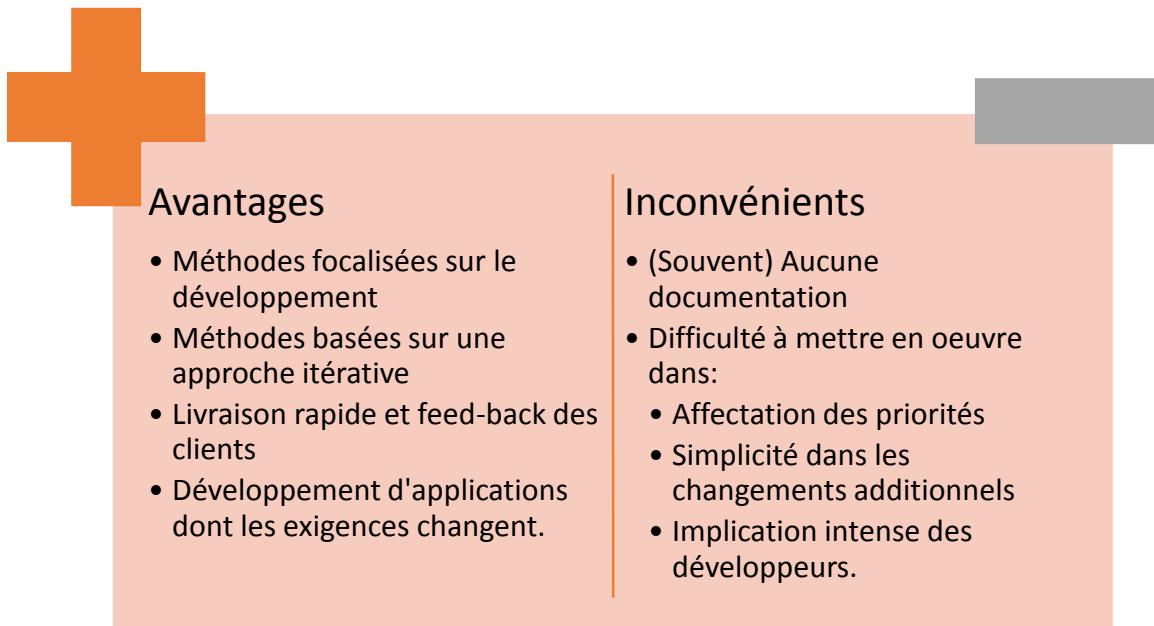 Avantages
• Méthodes focalisées sur le
développement
• Méthodes basées sur une
approche itérative
• Livraison rapide et feed-back des
clients
• Développement d'applications
dont les exigences changent.
Inconvénients
• (Souvent) Aucune
documentation
• Difficulté à mettre en oeuvre
dans:
• Affectation des priorités
• Simplicité dans les
changements additionnels
• Implication intense des
développeurs.